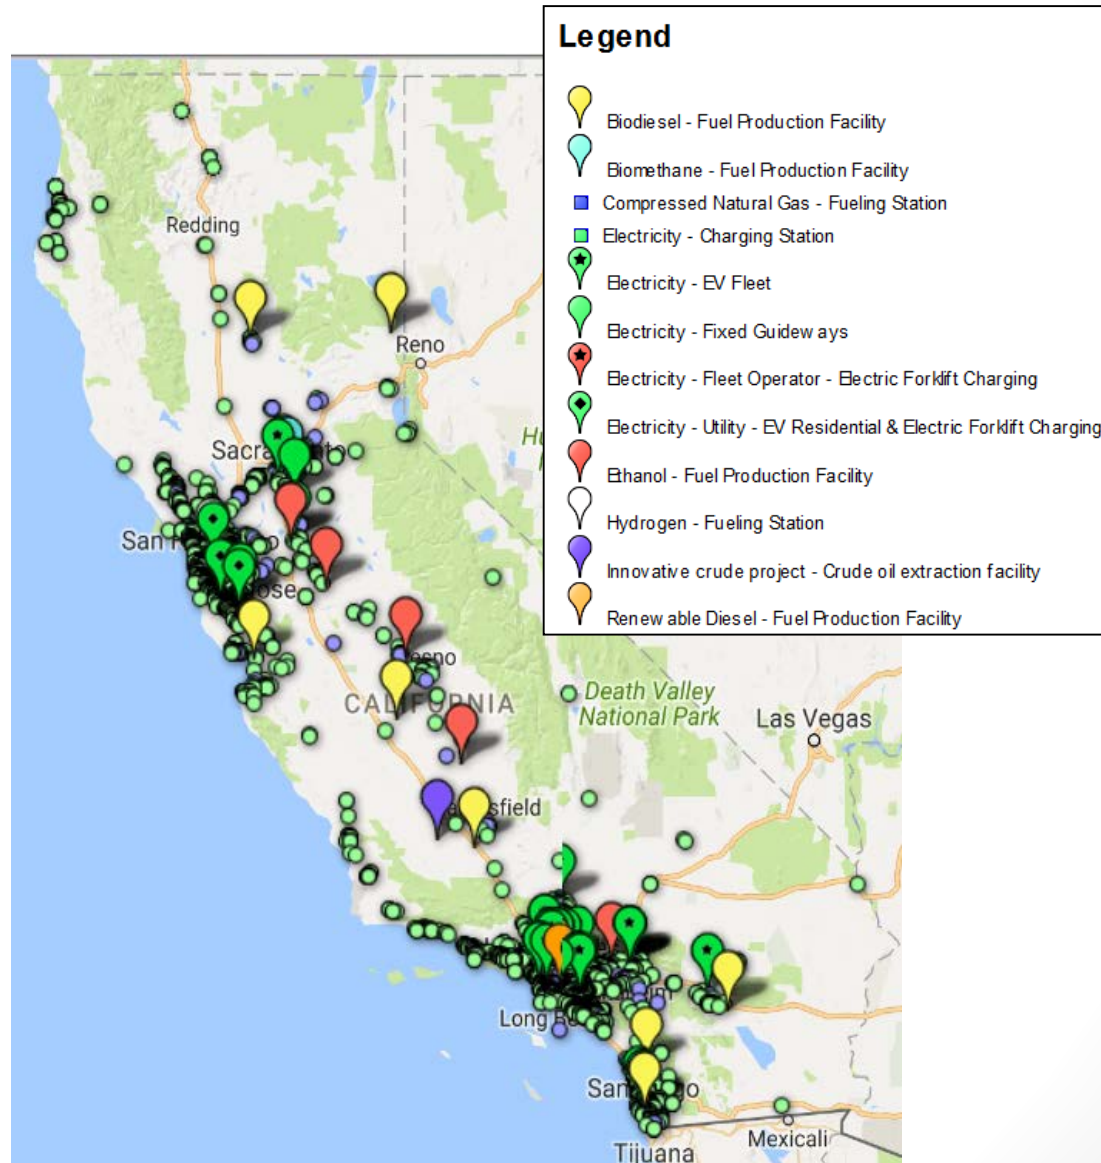 Legend
Biodiesel - Fuel Production Facility
Biomethane - Fuel Production Facility
Compressed Natural Gas - Fueling Station
Electricity - Charging Station
Electricity - EV Fleet
Electricity - Fixed Guideways
Electricity - Fleet Operator - Electric Forklift Charging
Electricity - Utility - EV Residential & Electric Forklift Charging
Ethanol - Fuel Production Facility
Hydrogen - Fueling Station
Innovative crude project - Crude oil extraction facility
Renewable Diesel - Fuel Production Facility
Redding
Reno
CALIFORNIA
Death Valley
National Park
Las Vegas
Mexicali
Tijuana